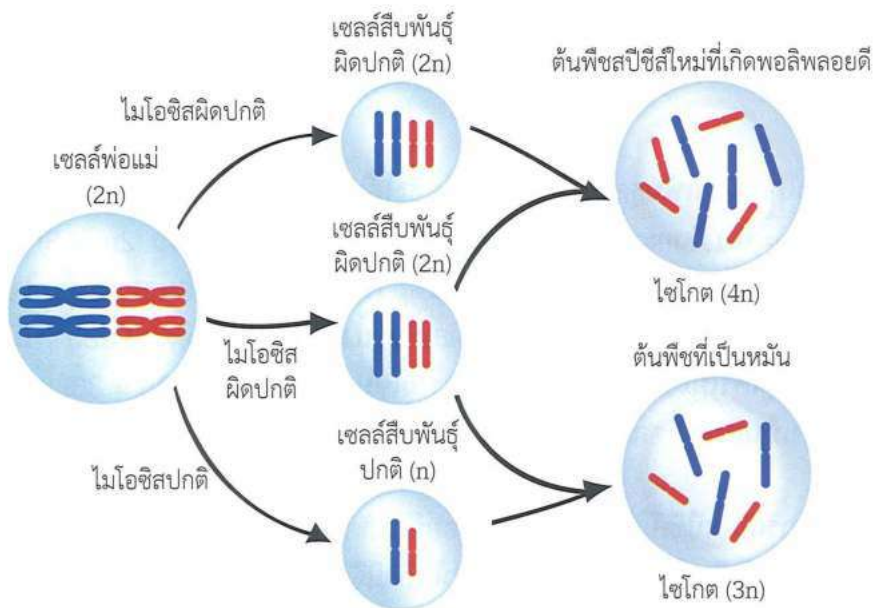 เซลล์สืบพันธุ์
ผิดปกติ (2n)
ต้นพืชสปีชีส์ใหม่ที่เกิดพอลิพลอยดี
ไมโอซิสผิดปกติ
เซลล์พ่อแม่
(2n)
เซลล์สืบพันธุ์
ผิดปกติ (2n)
ไซโกต (4n)
ไมโอซิส
ผิดปกติ
ต้นพืชที่เป็นหมัน
เซลล์สืบพันธุ์
ปกติ (n)
ไมโอซิสปกติ
ไซโกต (3n)